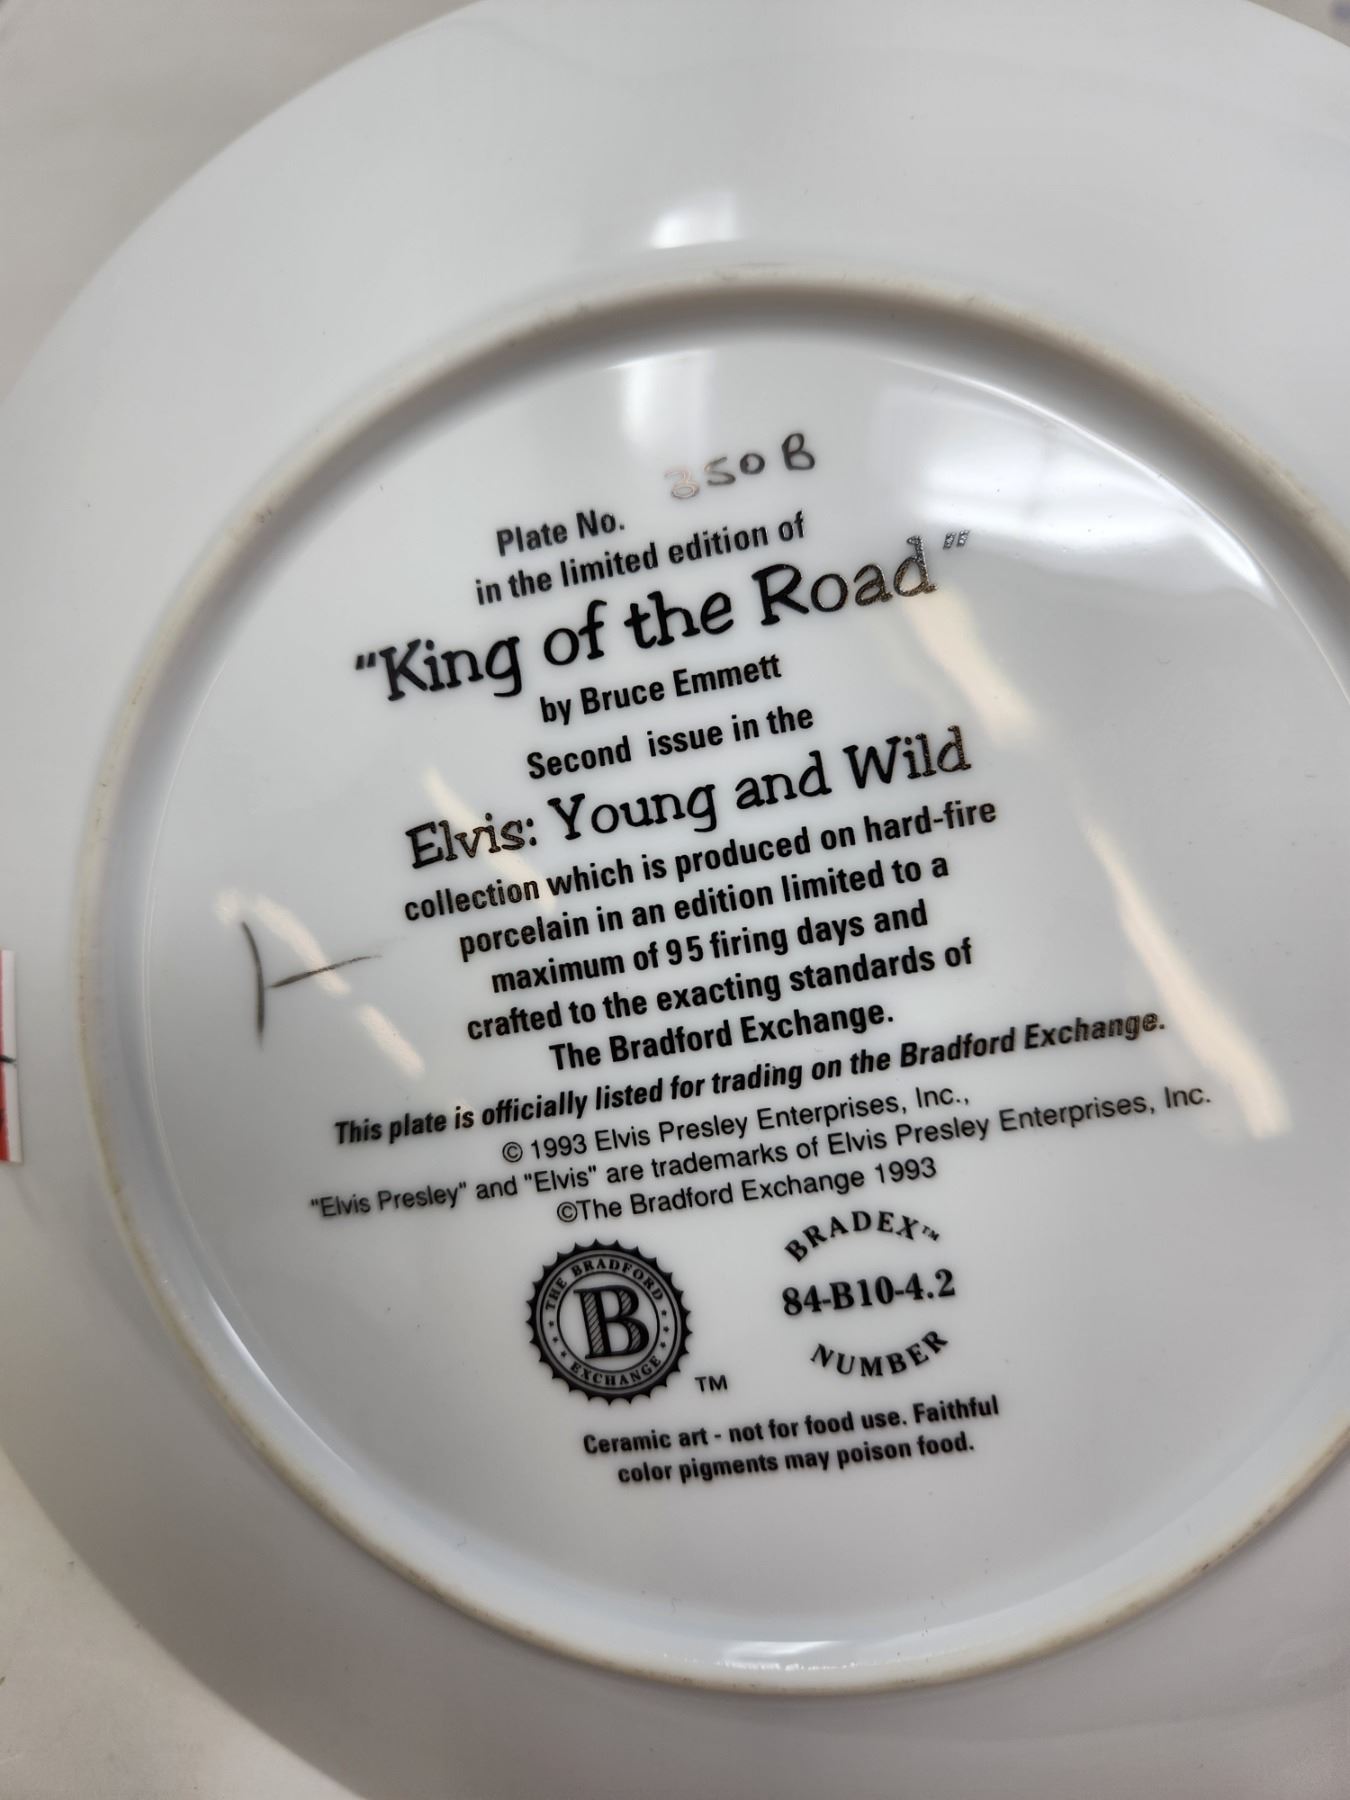 350B
Plate No.
in the limited edition of
"King of the Road"
by Bruce Emmett
Second issue in the
Elvis: Young and Wild
collection which is produced on hard-fire
porcelain in an edition limited to a
maximum of 95 firing days and
crafted to the exacting standards of
The Bradford Exchange.
This plate is officially listed for trading on the Bradford Exchange.
© 1993 Elvis Presley Enterprises, Inc.,
"Elvis Presley" and "Elvis" are trademarks of Elvis Presley Enterprises, Inc.
©The Bradford Exchange 1993
THE BRADFORD
B
EXCHANGE
TM
BRADEX™
84-B10-4.2
NUMBER
Ceramic art - not for food use. Faithful
color pigments may poison food.